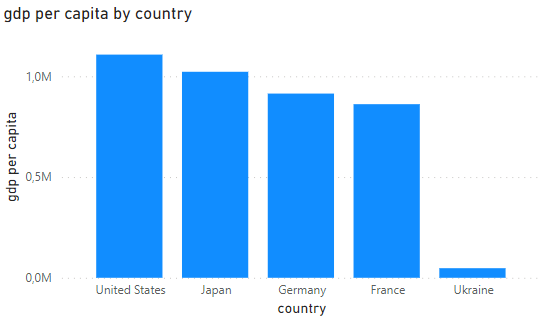 gdp per capita by country
gdp per capita
1,0M
0,5M
0,0M
United States Japan Germany France Ukraine
country